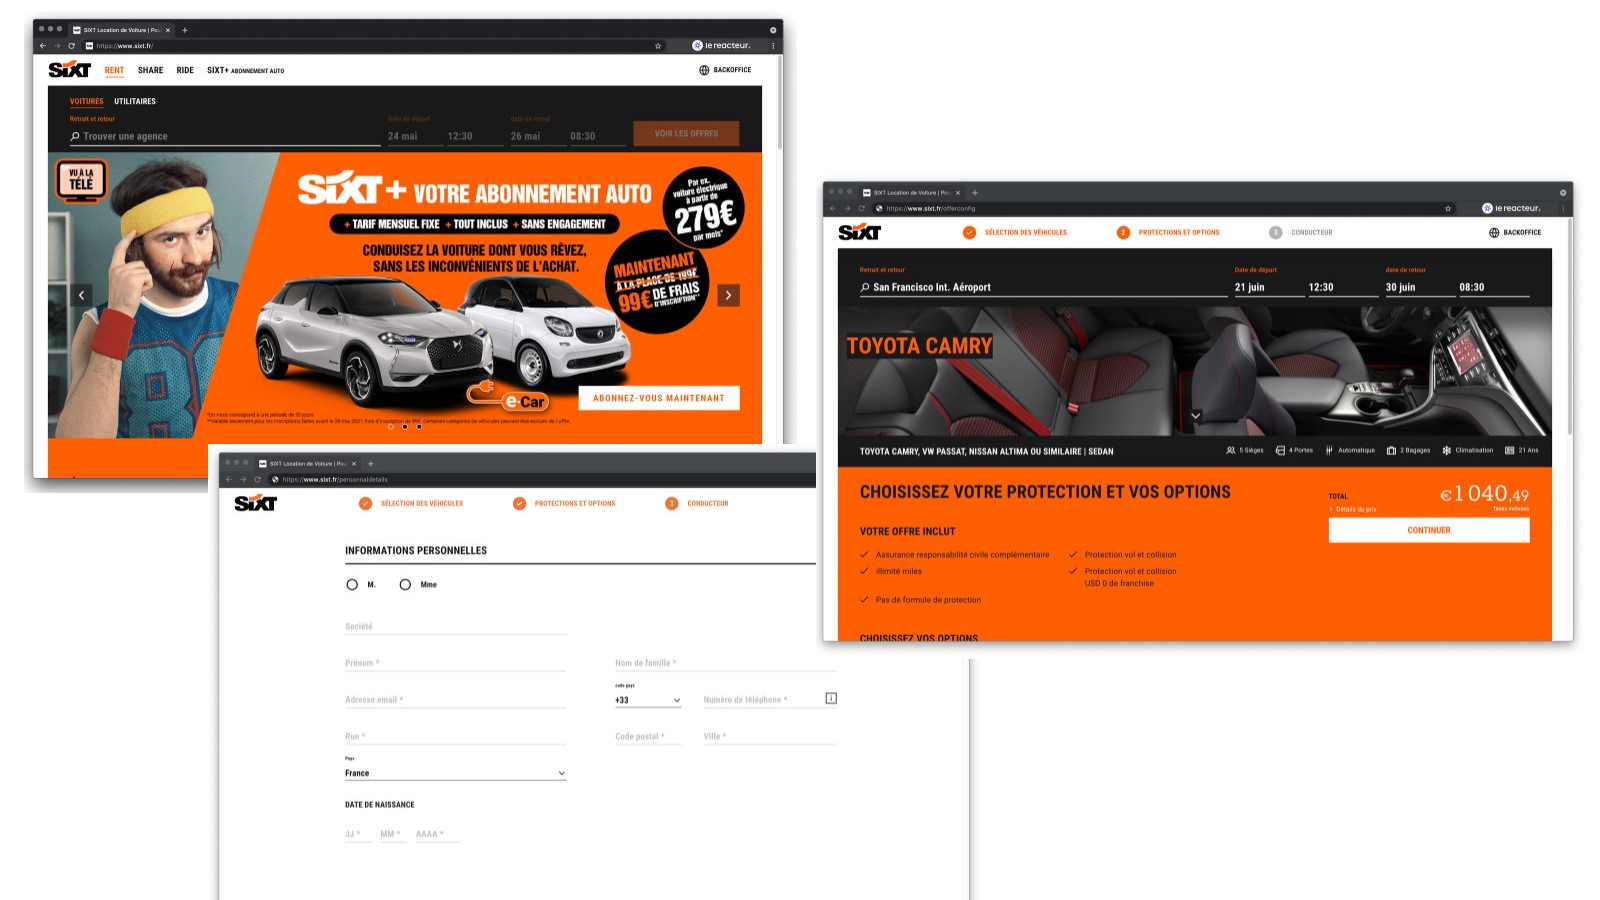 SIXT Location de Voiture | Pou
https://www.sixt.fr/
le reacteur.
SIXT RENT SHARE RIDE SIXT+ ABONNEMENT AUTO BACKOFFICE
VOITURES UTILITAIRES
Retrait et retour Date de départ date de retour
Trouver une agence 24 mai 12:30 26 mai 08:30 VOIR LES OFFRES
VU À LA
TÉLÉ
SIXT+ VOTRE ABONNEMENT AUTO
+ TARIF MENSUEL FIXE + TOUT INCLUS + SANS ENGAGEMENT
CONDUISEZ LA VOITURE DONT VOUS RÊVEZ,
SANS LES INCONVÉNIENTS DE L'ACHAT.
Par ex.
voiture électrique
à partir de
279€
par mois*
MAINTENANT
À LA PLACE DE 199€
99€ DE FRAIS
D'INSCRIPTION**
e-Car
ABONNEZ-VOUS MAINTENANT
*Un mois correspond à une période de 30 jours.
**Valable seulement pour les inscriptions faites avant le 28 mai 2021, frais d'inscription de 99€. Certaines catégories de véhicules peuvent être exclues de l'offre.
SIXT Location de Voiture | Pou
https://www.sixt.fr/offerconfig
le reacteur.
SIXT SÉLECTION DES VÉHICULES 2 PROTECTIONS ET OPTIONS 3 CONDUCTEUR BACKOFFICE
Retrait et retour Date de départ date de retour
San Francisco Int. Aéroport 21 juin 12:30 30 juin 08:30
TOYOTA CAMRY
TOYOTA CAMRY, VW PASSAT, NISSAN ALTIMA OU SIMILAIRE | SEDAN 5 Sièges 4 Portes Automatique 2 Bagages Climatisation 21 Ans
CHOISISSEZ VOTRE PROTECTION ET VOS OPTIONS
TOTAL €1 040,49
Détails du prix Taxes incluses
CONTINUER
VOTRE OFFRE INCLUT
Assurance responsabilité civile complémentaire Protection vol et collision
illimité miles Protection vol et collision
USD 0 de franchise
Pas de formule de protection
CHOISISSEZ VOS OPTIONS
SIXT Location de Voiture | Pou
https://www.sixt.fr/personnaldetails
SIXT SÉLECTION DES VÉHICULES PROTECTIONS ET OPTIONS 3 CONDUCTEUR
INFORMATIONS PERSONNELLES
M. Mme
Société
Prénom * Nom de famille *
code pays
Adresse email * +33 Numéro de téléphone *
Rue * Code postal * Ville *
Pays
France
DATE DE NAISSANCE
JJ * MM * AAAA *